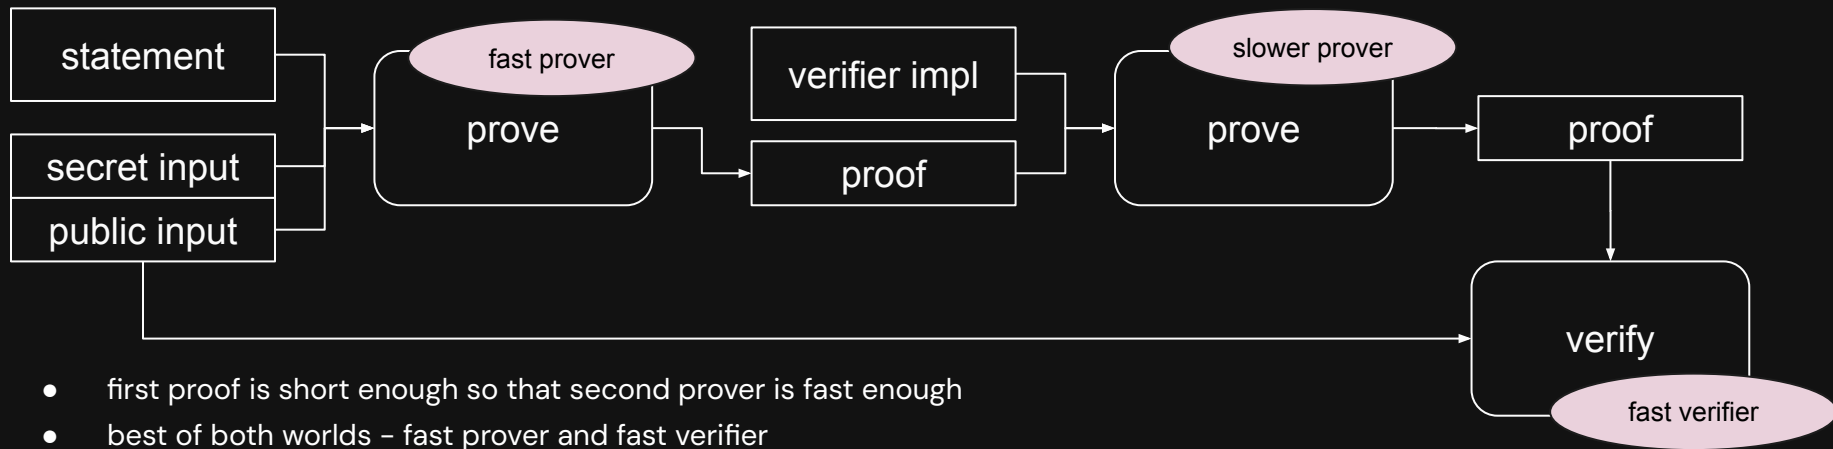 statement
secret input
public input
fast prover
prove
verifier impl
proof
slower prover
prove
proof
verify
fast verifier
● first proof is short enough so that second prover is fast enough
● best of both worlds – fast prover and fast verifier